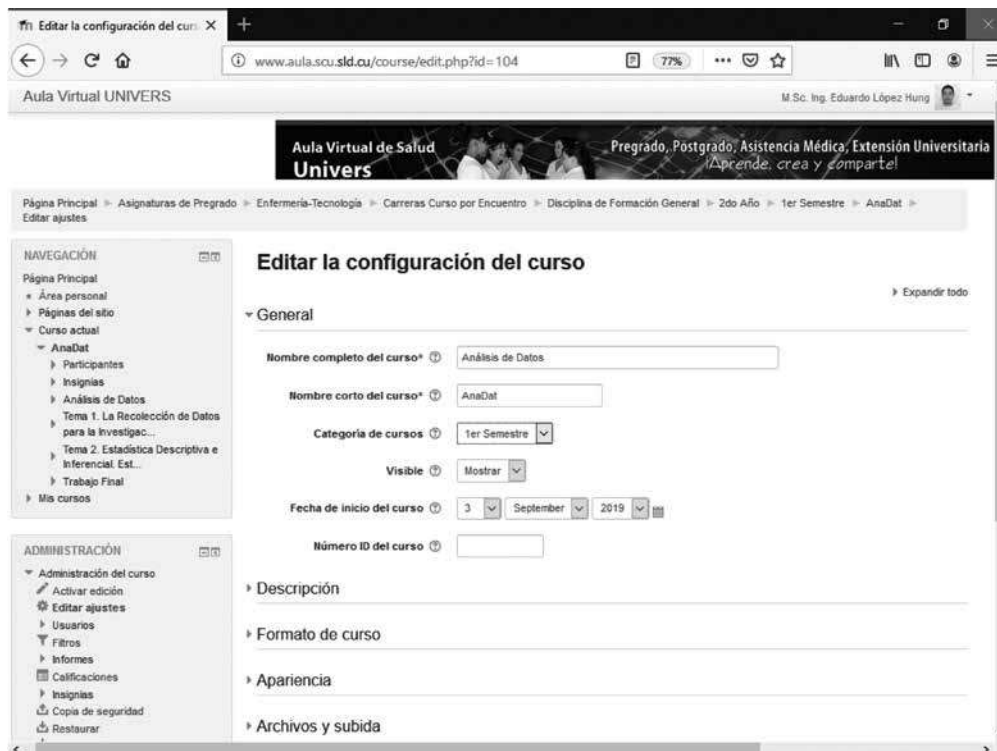 Editar la configuración del cur
www.aula.scu.sld.cu/course/edit.php?id=104
77%
Aula Virtual UNIVERS
M.Sc. Ing. Eduardo López Hung
Aula Virtual de Salud
Univers
Pregrado, Postgrado, Asistencia Médica, Extensión Universitaria
¡Aprende, crea y comparte!
Página Principal Asignaturas de Pregrado Enfermería-Tecnología Carreras Curso por Encuentro Disciplina de Formación General 2do Año 1er Semestre AnaDat
Editar ajustes
NAVEGACIÓN
Página Principal
Área personal
Páginas del sitio
Curso actual
AnaDat
Participantes
Insignias
Análisis de Datos
Tema 1. La Recolección de Datos
para la Investigac...
Tema 2. Estadística Descriptiva e
Inferencial. Est...
Trabajo Final
Mis cursos
ADMINISTRACIÓN
Administración del curso
Activar edición
Editar ajustes
Usuarios
Filtros
Informes
Calificaciones
Insignias
Copia de seguridad
Restaurar
Editar la configuración del curso
Expandir todo
General
Nombre completo del curso* Análisis de Datos
Nombre corto del curso* AnaDat
Categoría de cursos 1er Semestre
Visible Mostrar
Fecha de inicio del curso 3 September 2019
Número ID del curso
Descripción
Formato de curso
Apariencia
Archivos y subida